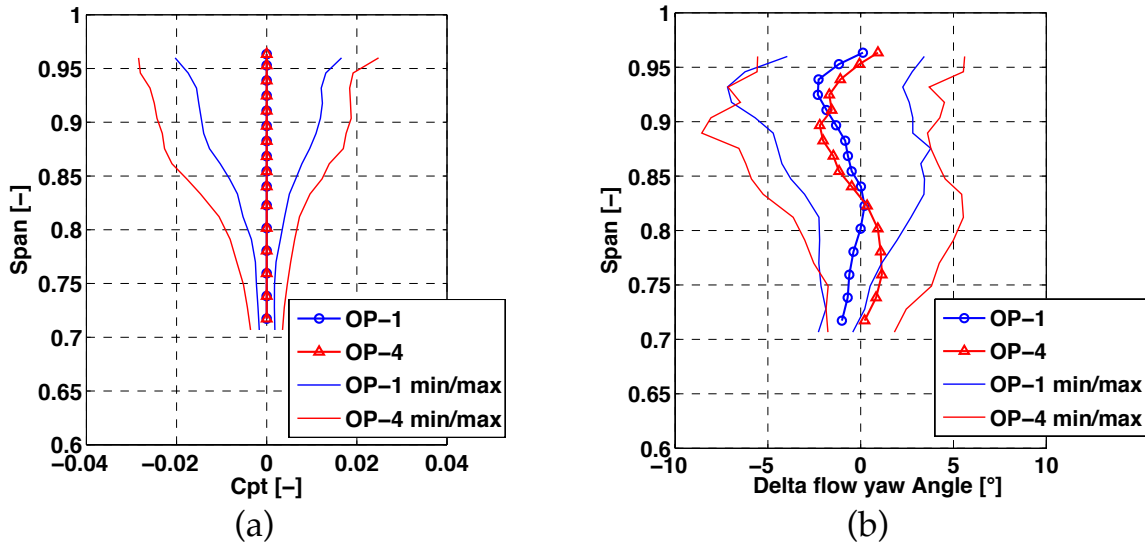 1
0.95
0.9
0.85
0.8
0.75
0.7
0.65
0.6
Span [–]
−0.04
−0.02
0
0.02
0.04
Cpt [–]
OP−1
OP−4
OP−1 min/max
OP−4 min/max
(a)
1
0.95
0.9
0.85
0.8
0.75
0.7
0.65
0.6
Span [–]
−10
−5
0
5
10
Delta flow yaw Angle [°]
OP−1
OP−4
OP−1 min/max
OP−4 min/max
(b)